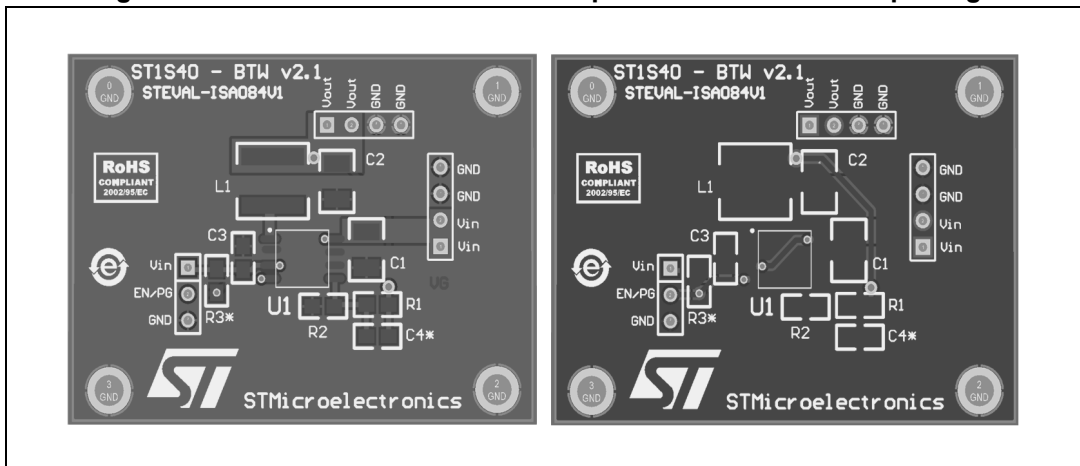 ST1S40 - BTW v2.1
STEVAL-ISA084V1
Vout
Vout
GND
GND
0
GND
1
GND
RoHS
COMPLIANT
2002/95/EC
L1
C2
GND
GND
Vin
Vin
C3
e
Vin
EN/PG
GND
R3*
U1
R2
C1
VG
R1
C4*
3
GND
2
GND
ST
STMicroelectronics
ST1S40 - BTW v2.1
STEVAL-ISA084V1
Vout
Vout
GND
GND
0
GND
1
GND
RoHS
COMPLIANT
2002/95/EC
L1
C2
GND
GND
Vin
Vin
C3
e
Vin
EN/PG
GND
R3*
U1
R2
C1
R1
C4*
3
GND
2
GND
ST
STMicroelectronics